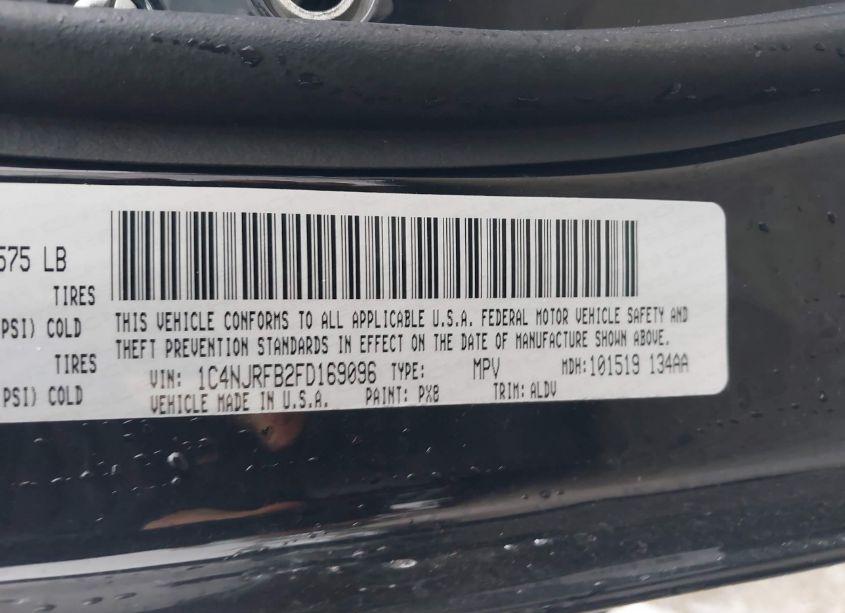 575 LB
TIRES
PSI) COLD
TIRES
PSI) COLD
THIS VEHICLE CONFORMS TO ALL APPLICABLE U.S.A. FEDERAL MOTOR VEHICLE SAFETY AND
THEFT PREVENTION STANDARDS IN EFFECT ON THE DATE OF MANUFACTURE SHOWN ABOVE.
VIN: 1C4NJRFB2FD169096 TYPE: MPV MDH:101519 134AA
VEHICLE MADE IN U.S.A. PAINT: PX8 TRIM: ALDV